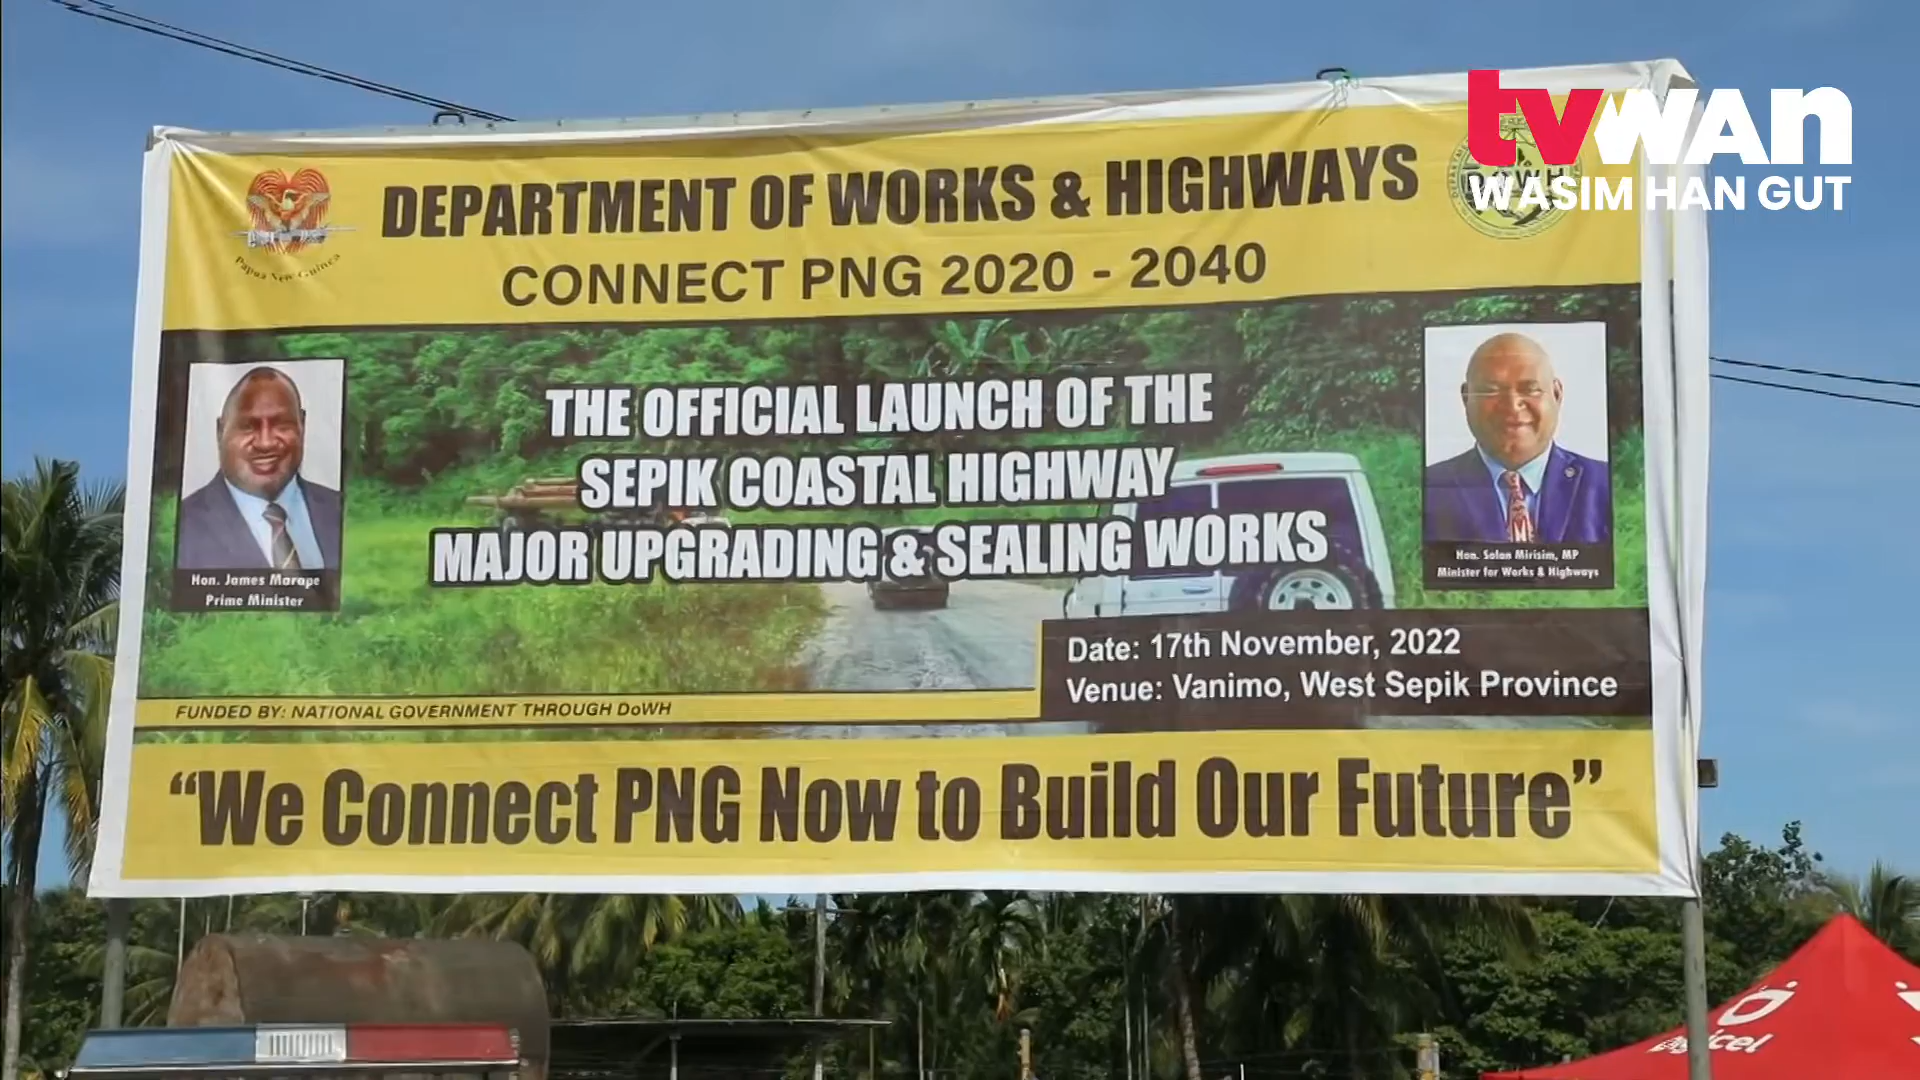 tvwan
WASIM HAN GUT
DEPARTMENT OF WORKS & HIGHWAYS
CONNECT PNG 2020 - 2040
Papua New Guinea
THE OFFICIAL LAUNCH OF THE
SEPIK COASTAL HIGHWAY
MAJOR UPGRADING & SEALING WORKS
Hon. James Marape
Prime Minister
Hon. Solan Mirisim, MP
Minister for Works & Highways
Date: 17th November, 2022
Venue: Vanimo, West Sepik Province
FUNDED BY: NATIONAL GOVERNMENT THROUGH DoWH
“We Connect PNG Now to Build Our Future”
Digicel